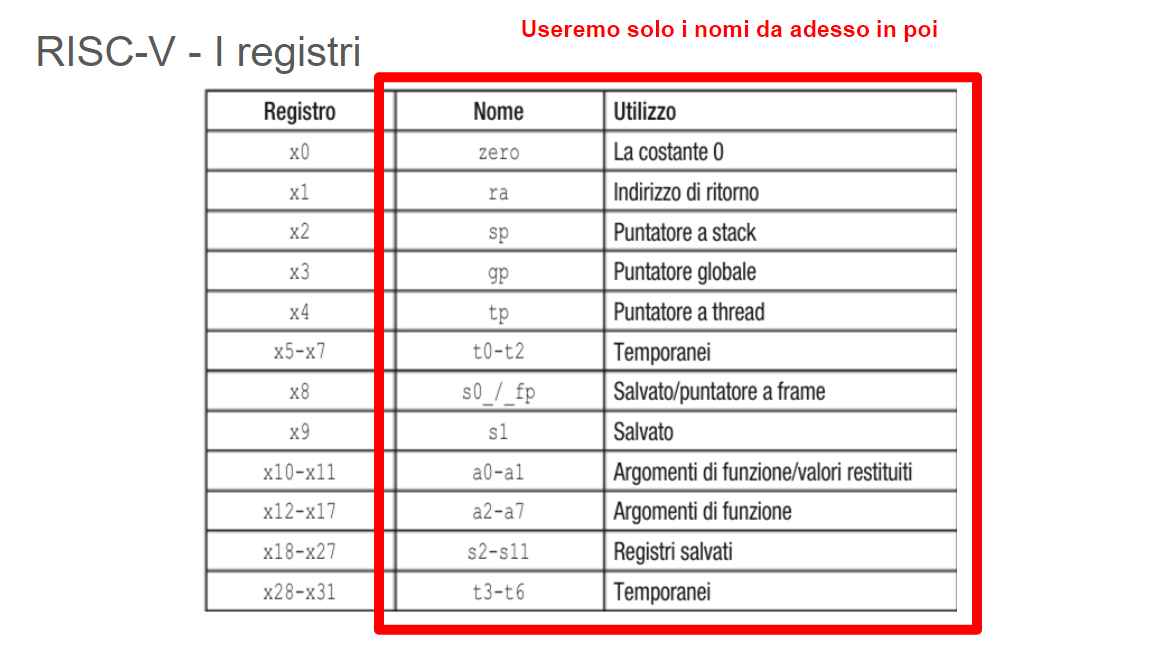 Useremo solo i nomi da adesso in poi
RISC-V - I registri
Registro Nome Utilizzo
x0 zero La costante 0
x1 ra Indirizzo di ritorno
x2 sp Puntatore a stack
x3 gp Puntatore globale
x4 tp Puntatore a thread
x5-x7 t0-t2 Temporanei
x8 s0_/_fp Salvato/puntatore a frame
x9 s1 Salvato
x10-x11 a0-a1 Argomenti di funzione/valori restituiti
x12-x17 a2-a7 Argomenti di funzione
x18-x27 s2-s11 Registri salvati
x28-x31 t3-t6 Temporanei